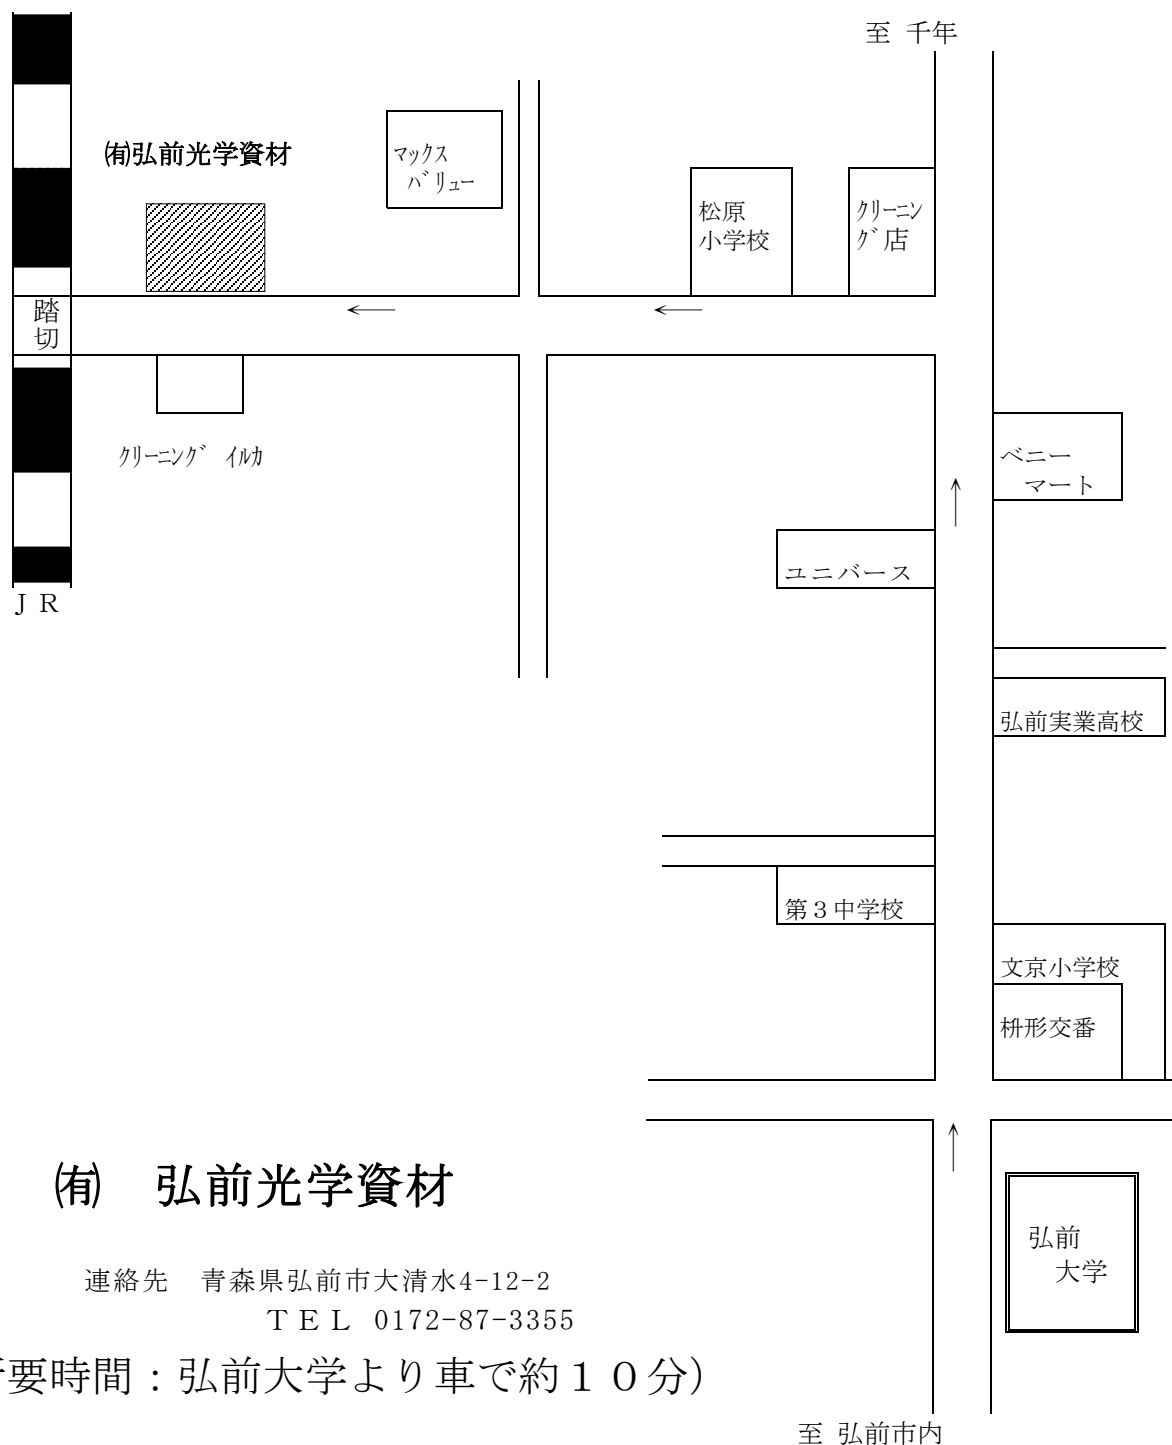 至 千年
㈲弘前光学資材
マックス
バリュー
松原
小学校
クリーニン
グ店
踏
切
クリーニング イルカ
ベニー
マート
ユニバース
ＪＲ
弘前実業高校
第３中学校
文京小学校
枡形交番
㈲　弘前光学資材
弘前
大学
連絡先　青森県弘前市大清水4-12-2
ＴＥＬ 0172-87-3355
要時間：弘前大学より車で約１０分）
至 弘前市内